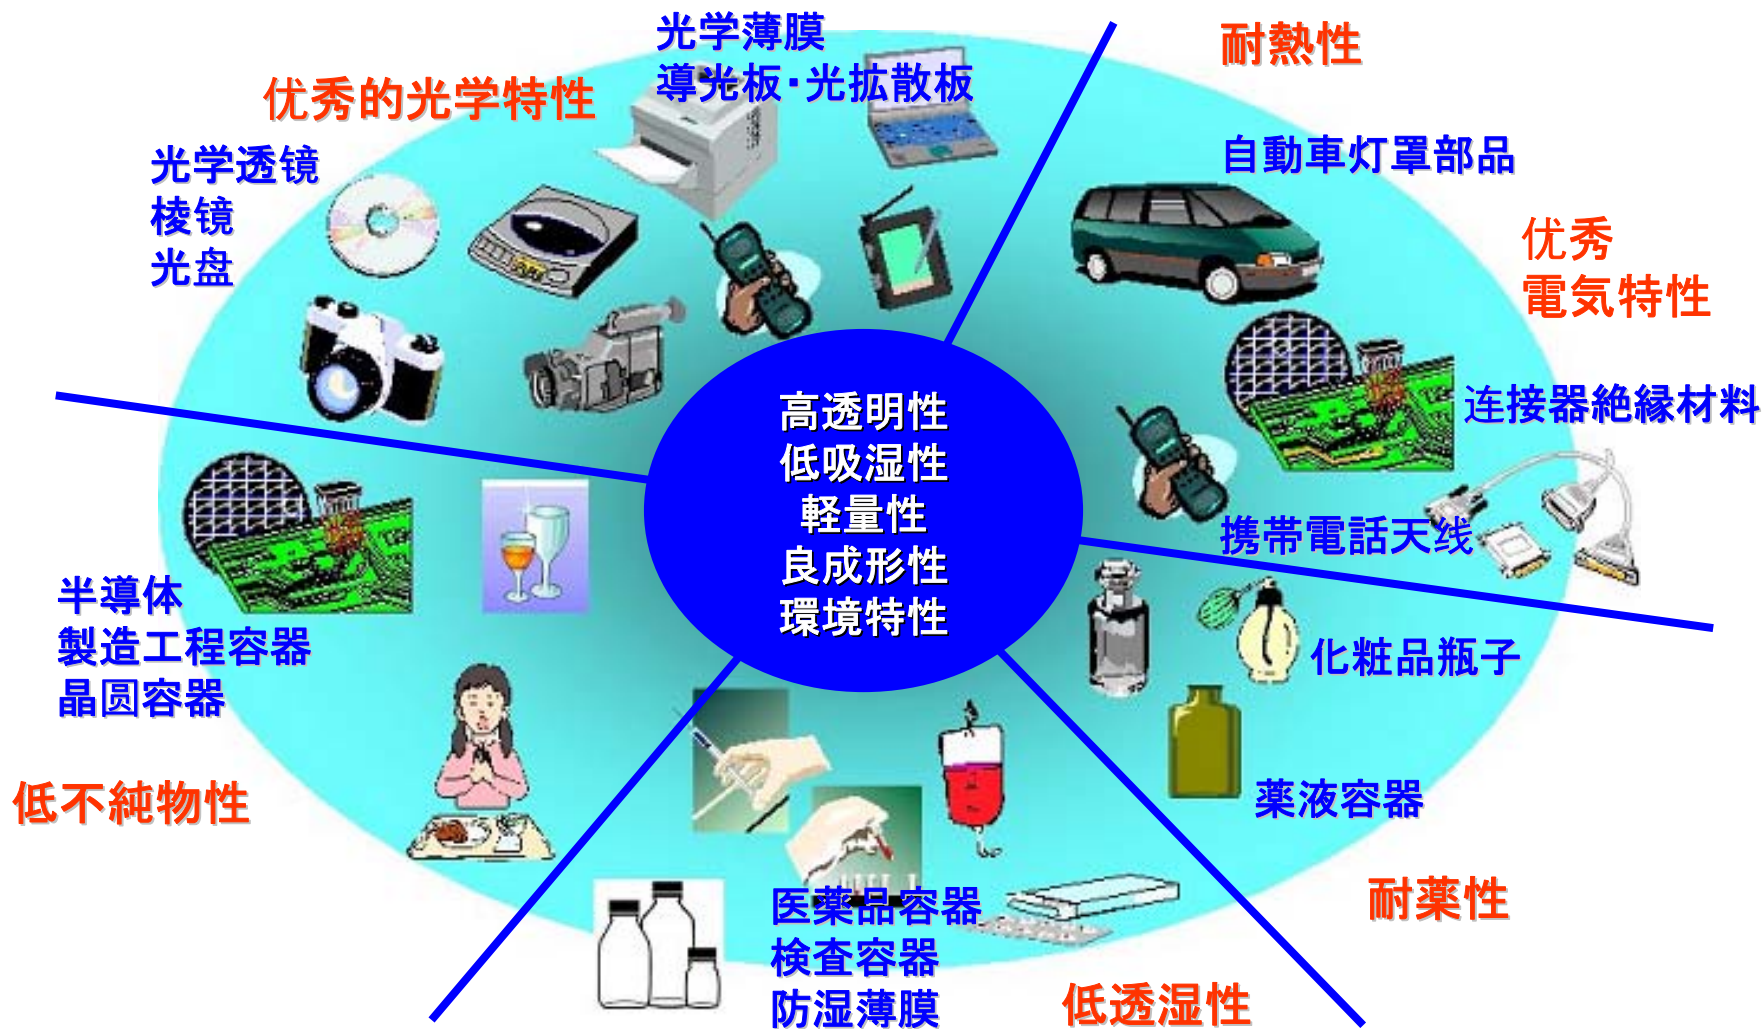 光学薄膜
導光板・光拡散板
耐熱性
优秀的光学特性
光学透镜
棱镜
光盘
自動車灯罩部品
优秀
電気特性
连接器絶縁材料
携帯電話天线
高透明性
低吸湿性
軽量性
良成形性
環境特性
半導体
製造工程容器
晶圆容器
化粧品瓶子
薬液容器
低不純物性
耐薬性
医薬品容器
検査容器
防湿薄膜
低透湿性